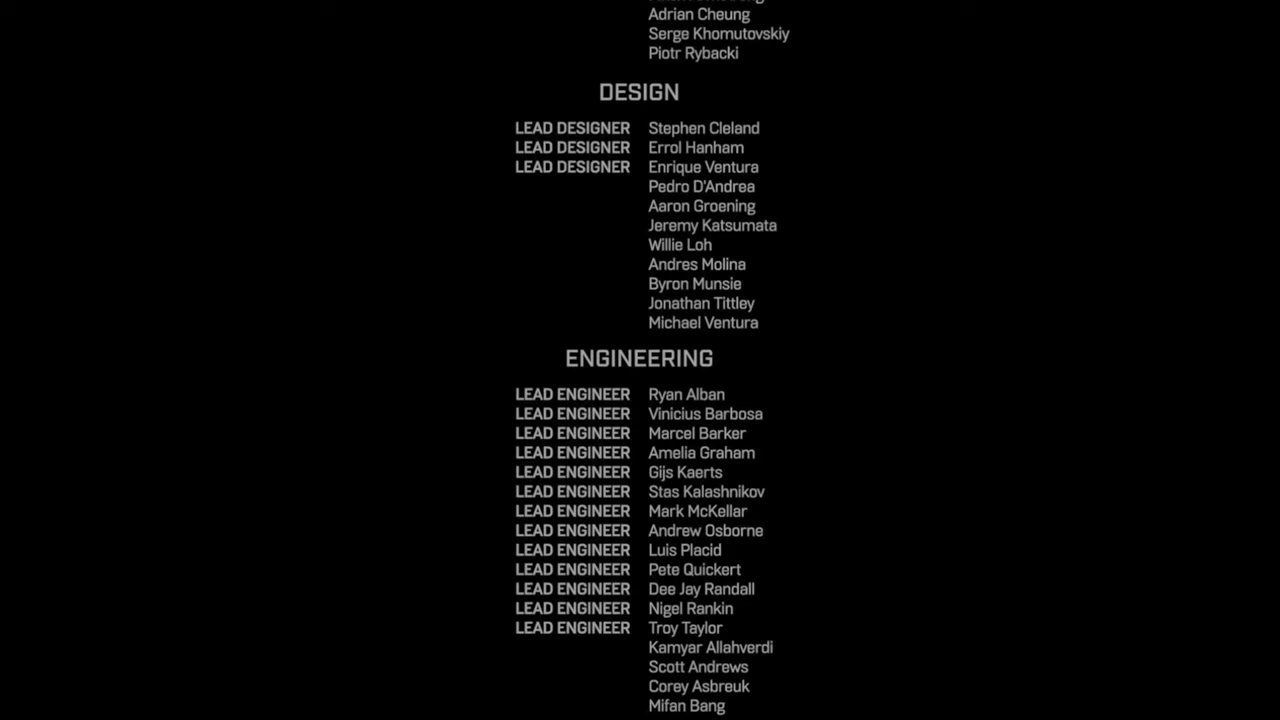 Adrian Cheung
Serge Khomutovskiy
Piotr Rybacki
DESIGN
LEAD DESIGNER Stephen Cleland
LEAD DESIGNER Errol Hanham
LEAD DESIGNER Enrique Ventura
Pedro D'Andrea
Aaron Groening
Jeremy Katsumata
Willie Loh
Andres Molina
Byron Munsie
Jonathan Tittley
Michael Ventura
ENGINEERING
LEAD ENGINEER Ryan Alban
LEAD ENGINEER Vinicius Barbosa
LEAD ENGINEER Marcel Barker
LEAD ENGINEER Amelia Graham
LEAD ENGINEER Gijs Kaerts
LEAD ENGINEER Stas Kalashnikov
LEAD ENGINEER Mark McKellar
LEAD ENGINEER Andrew Osborne
LEAD ENGINEER Luis Placid
LEAD ENGINEER Pete Quickert
LEAD ENGINEER Dee Jay Randall
LEAD ENGINEER Nigel Rankin
LEAD ENGINEER Troy Taylor
Kamyar Allahverdi
Scott Andrews
Corey Asbreuk
Mifan Bang